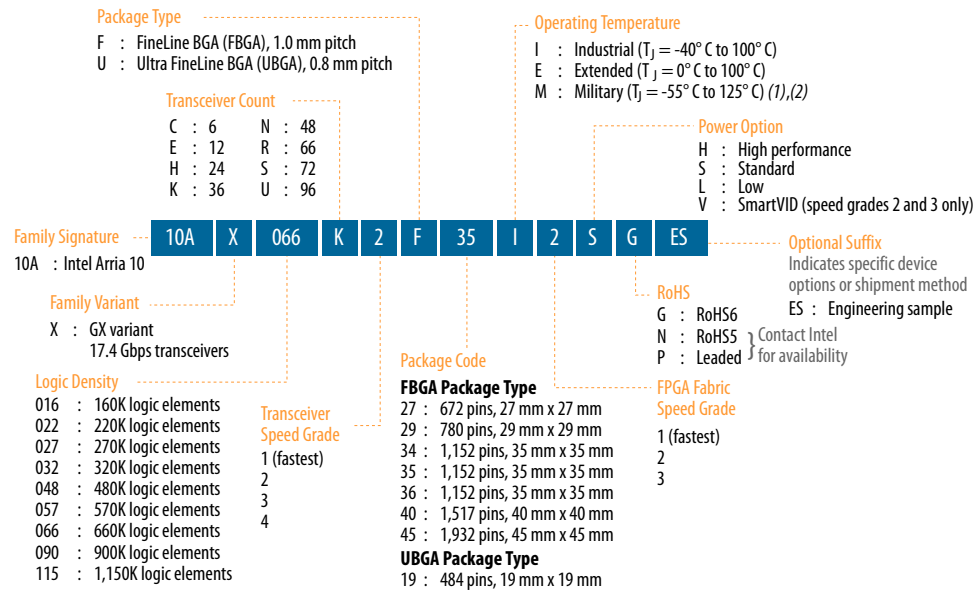 Package Type
F : FineLine BGA (FBGA), 1.0 mm pitch
U : Ultra FineLine BGA (UBGA), 0.8 mm pitch
Operating Temperature
I : Industrial (TJ = -40° C to 100° C)
E : Extended (TJ = 0° C to 100° C)
M : Military (TJ = -55° C to 125° C) (1),(2)
Transceiver Count
C : 6 N : 48
E : 12 R : 66
H : 24 S : 72
K : 36 U : 96
Power Option
H : High performance
S : Standard
L : Low
V : SmartVID (speed grades 2 and 3 only)
10A X 066 K 2 F 35 I 2 S G ES
Family Signature
10A : Intel Arria 10
Optional Suffix
Indicates specific device
options or shipment method
ES : Engineering sample
Family Variant
X : GX variant
17.4 Gbps transceivers
RoHS
G : RoHS6
N : RoHS5
P : Leaded
} Contact Intel
for availability
Logic Density
016 : 160K logic elements
022 : 220K logic elements
027 : 270K logic elements
032 : 320K logic elements
048 : 480K logic elements
057 : 570K logic elements
066 : 660K logic elements
090 : 900K logic elements
115 : 1,150K logic elements
Transceiver
Speed Grade
1 (fastest)
2
3
4
Package Code
FBGA Package Type
27 : 672 pins, 27 mm x 27 mm
29 : 780 pins, 29 mm x 29 mm
34 : 1,152 pins, 35 mm x 35 mm
35 : 1,152 pins, 35 mm x 35 mm
36 : 1,152 pins, 35 mm x 35 mm
40 : 1,517 pins, 40 mm x 40 mm
45 : 1,932 pins, 45 mm x 45 mm
UBGA Package Type
19 : 484 pins, 19 mm x 19 mm
FPGA Fabric
Speed Grade
1 (fastest)
2
3